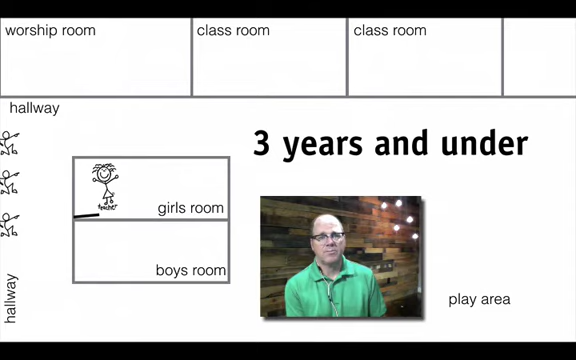 worship room
class room
class room
hallway
3 years and under
teacher
girls room
boys room
hallway
play area